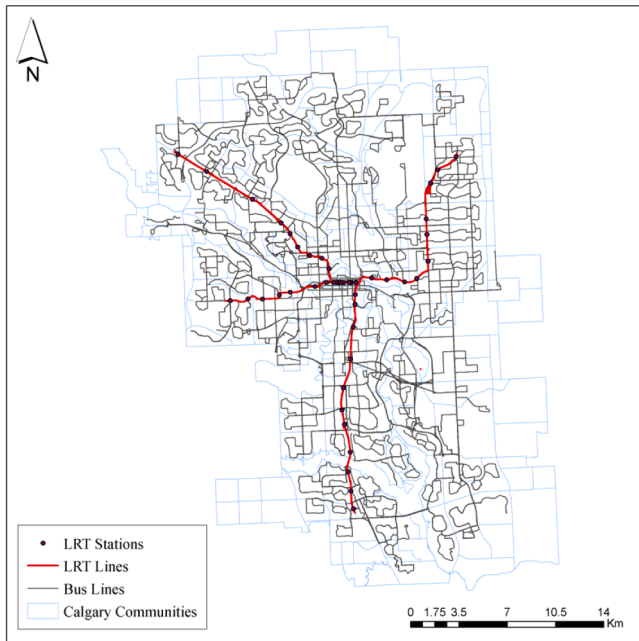 N
LRT Stations
LRT Lines
Bus Lines
Calgary Communities
0 1.75 3.5 7 10.5 14
Km